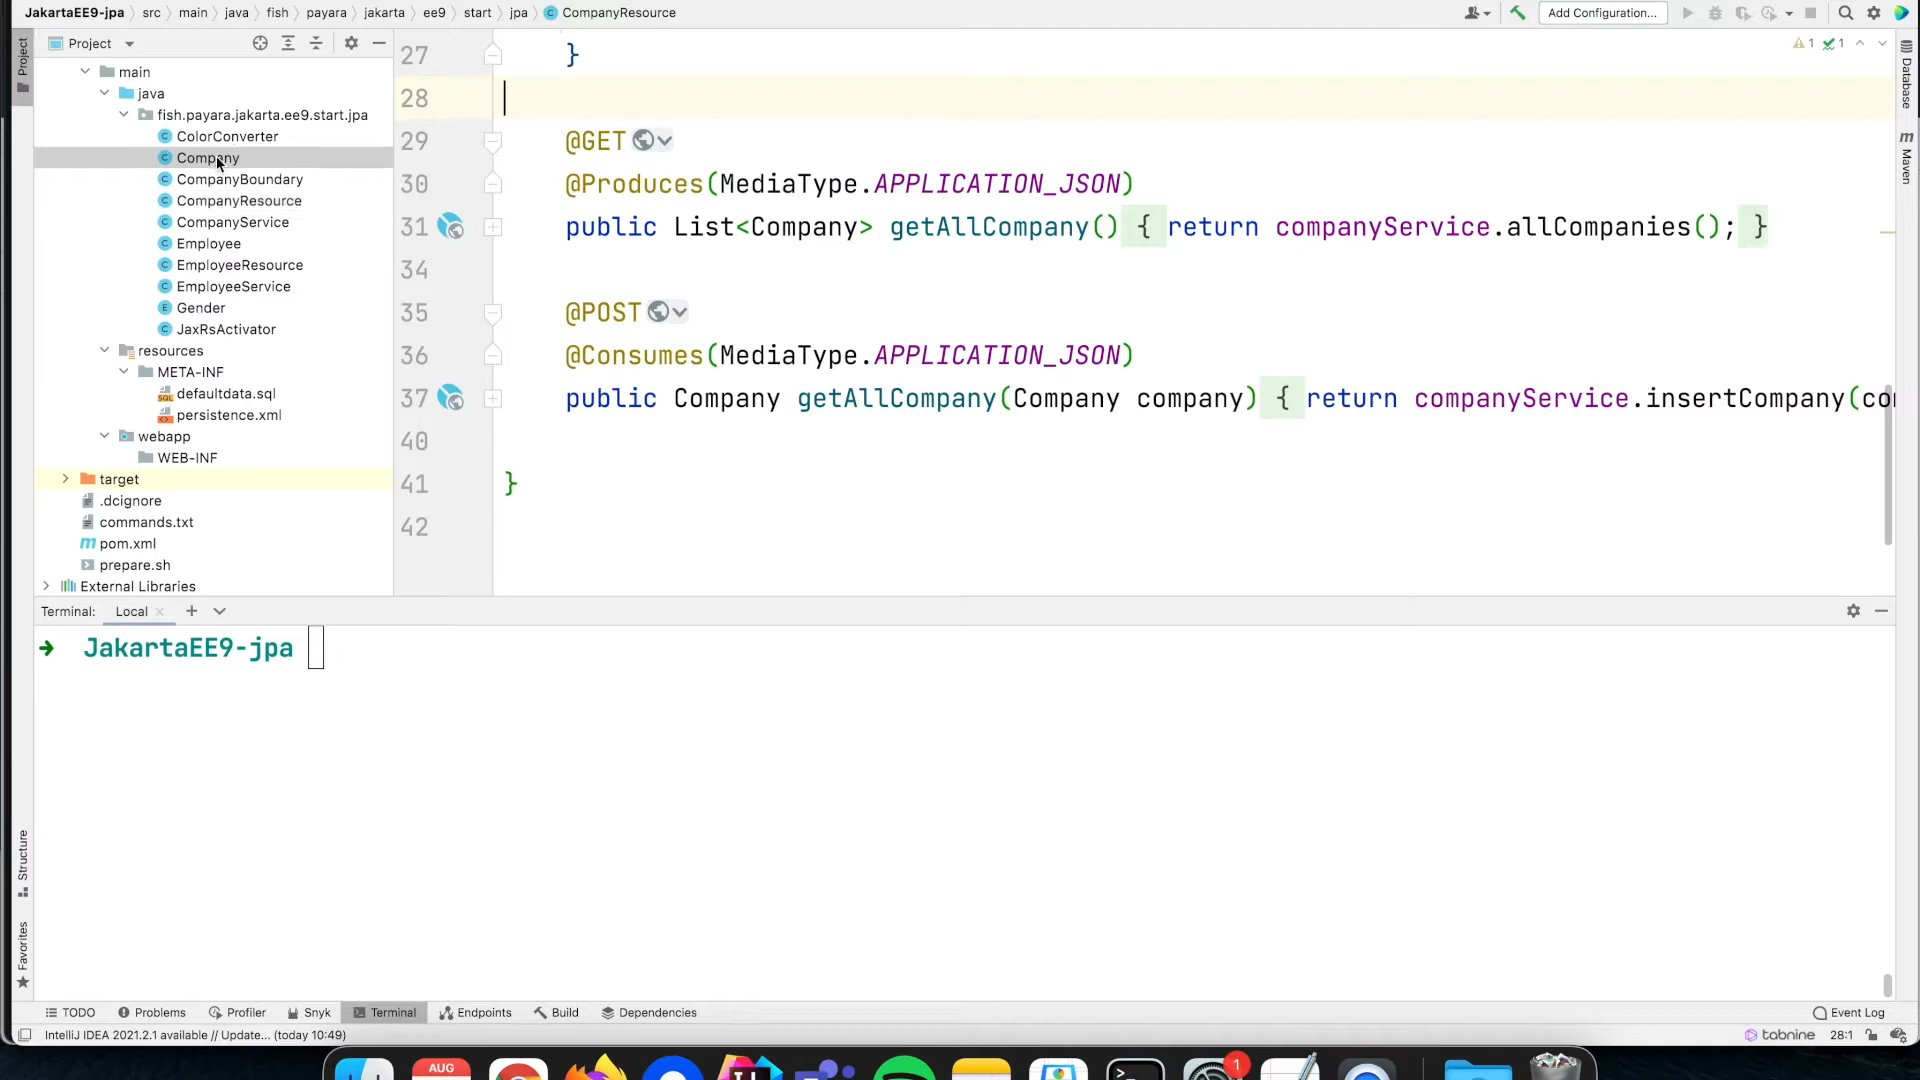 JakartaEE9-jpa src main java fish payara jakarta ee9 start jpa CompanyResource Add Configuration...
Project
Project
main
java
fish.payara.jakarta.ee9.start.jpa
ColorConverter
Company
CompanyBoundary
CompanyResource
CompanyService
Employee
EmployeeResource
EmployeeService
Gender
JaxRsActivator
resources
META-INF
SQL
defaultdata.sql
persistence.xml
webapp
WEB-INF
target
.dcignore
commands.txt
m pom.xml
prepare.sh
External Libraries
27 }
28
29 @GET
30 @Produces(MediaType.APPLICATION_JSON)
31 public List<Company> getAllCompany() { return companyService.allCompanies(); }
34
35 @POST
36 @Consumes(MediaType.APPLICATION_JSON)
37 public Company getAllCompany(Company company) { return companyService.insertCompany(co
40
41 }
42
1 1
Database
m Maven
Terminal: Local
JakartaEE9-jpa
Structure
Favorites
TODO Problems Profiler Snyk Terminal Endpoints Build Dependencies Event Log
IntelliJ IDEA 2021.2.1 available // Update... (today 10:49) tabnine 28:1
AUG
1